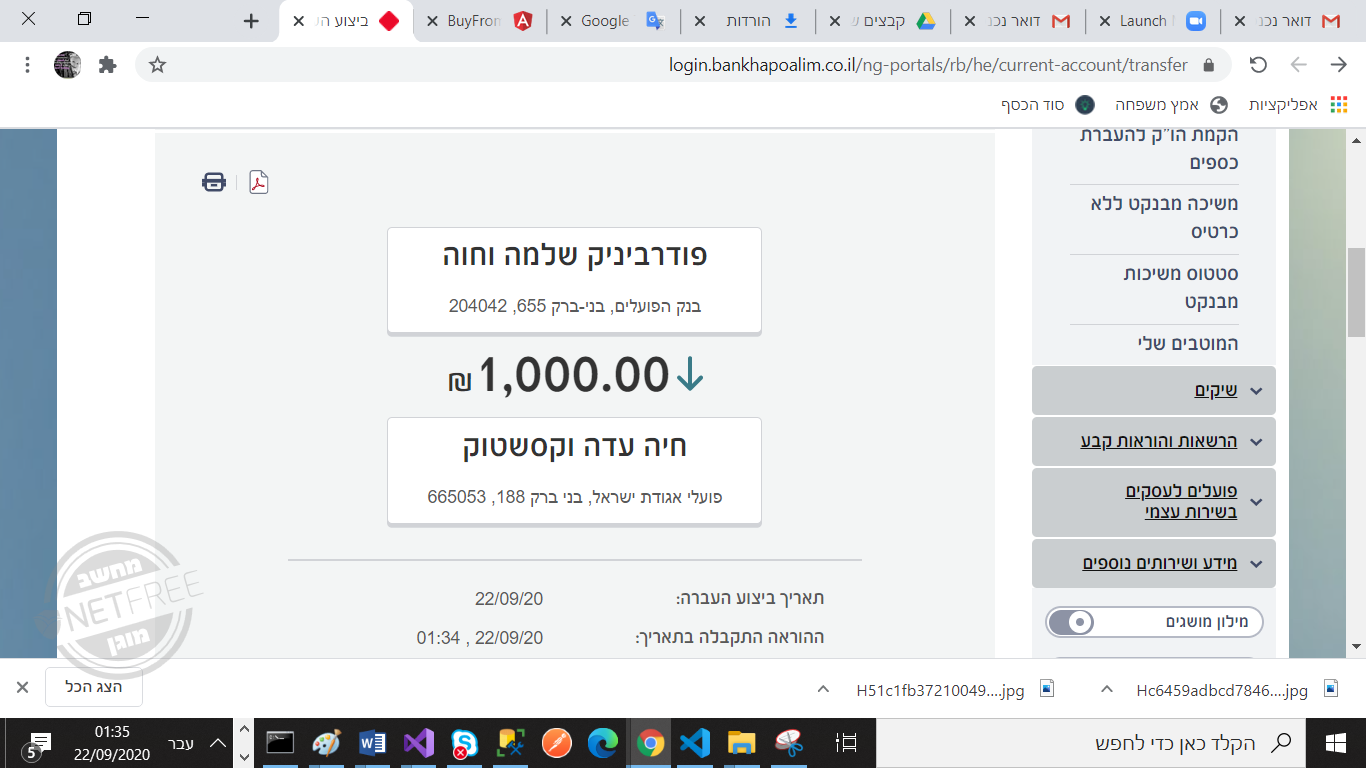 ביצוע הע
BuyFron
Google
הורדות
קבצים ש
דואר נכנ
Launch
דואר נכנ
login.bankhapoalim.co.il/ng-portals/rb/he/current-account/transfer
אפליקציות
אמץ משפחה
סוד הכסף
הקמת הו"ק להעברת
כספים
משיכה מבנקט ללא
כרטיס
סטטוס משיכות
מבנקט
המוטבים שלי
שיקים
הרשאות והוראות קבע
פועלים לעסקים
בשירות עצמי
מידע ושירותים נוספים
מילון מושגים
פודרביניק שלמה וחוה
בנק הפועלים, בני-ברק 655, 204042
1,000.00 ₪
חיה עדה וקסשטוק
פועלי אגודת ישראל, בני ברק 188, 665053
תאריך ביצוע העברה: 22/09/20
ההוראה התקבלה בתאריך: 22/09/20 , 01:34
מחשב
NETFREE
מוגן
Hc6459adbcd7846....jpg
H51c1fb37210049....jpg
הצג הכל
הקלד כאן כדי לחפש
עבר
01:35
22/09/2020
5